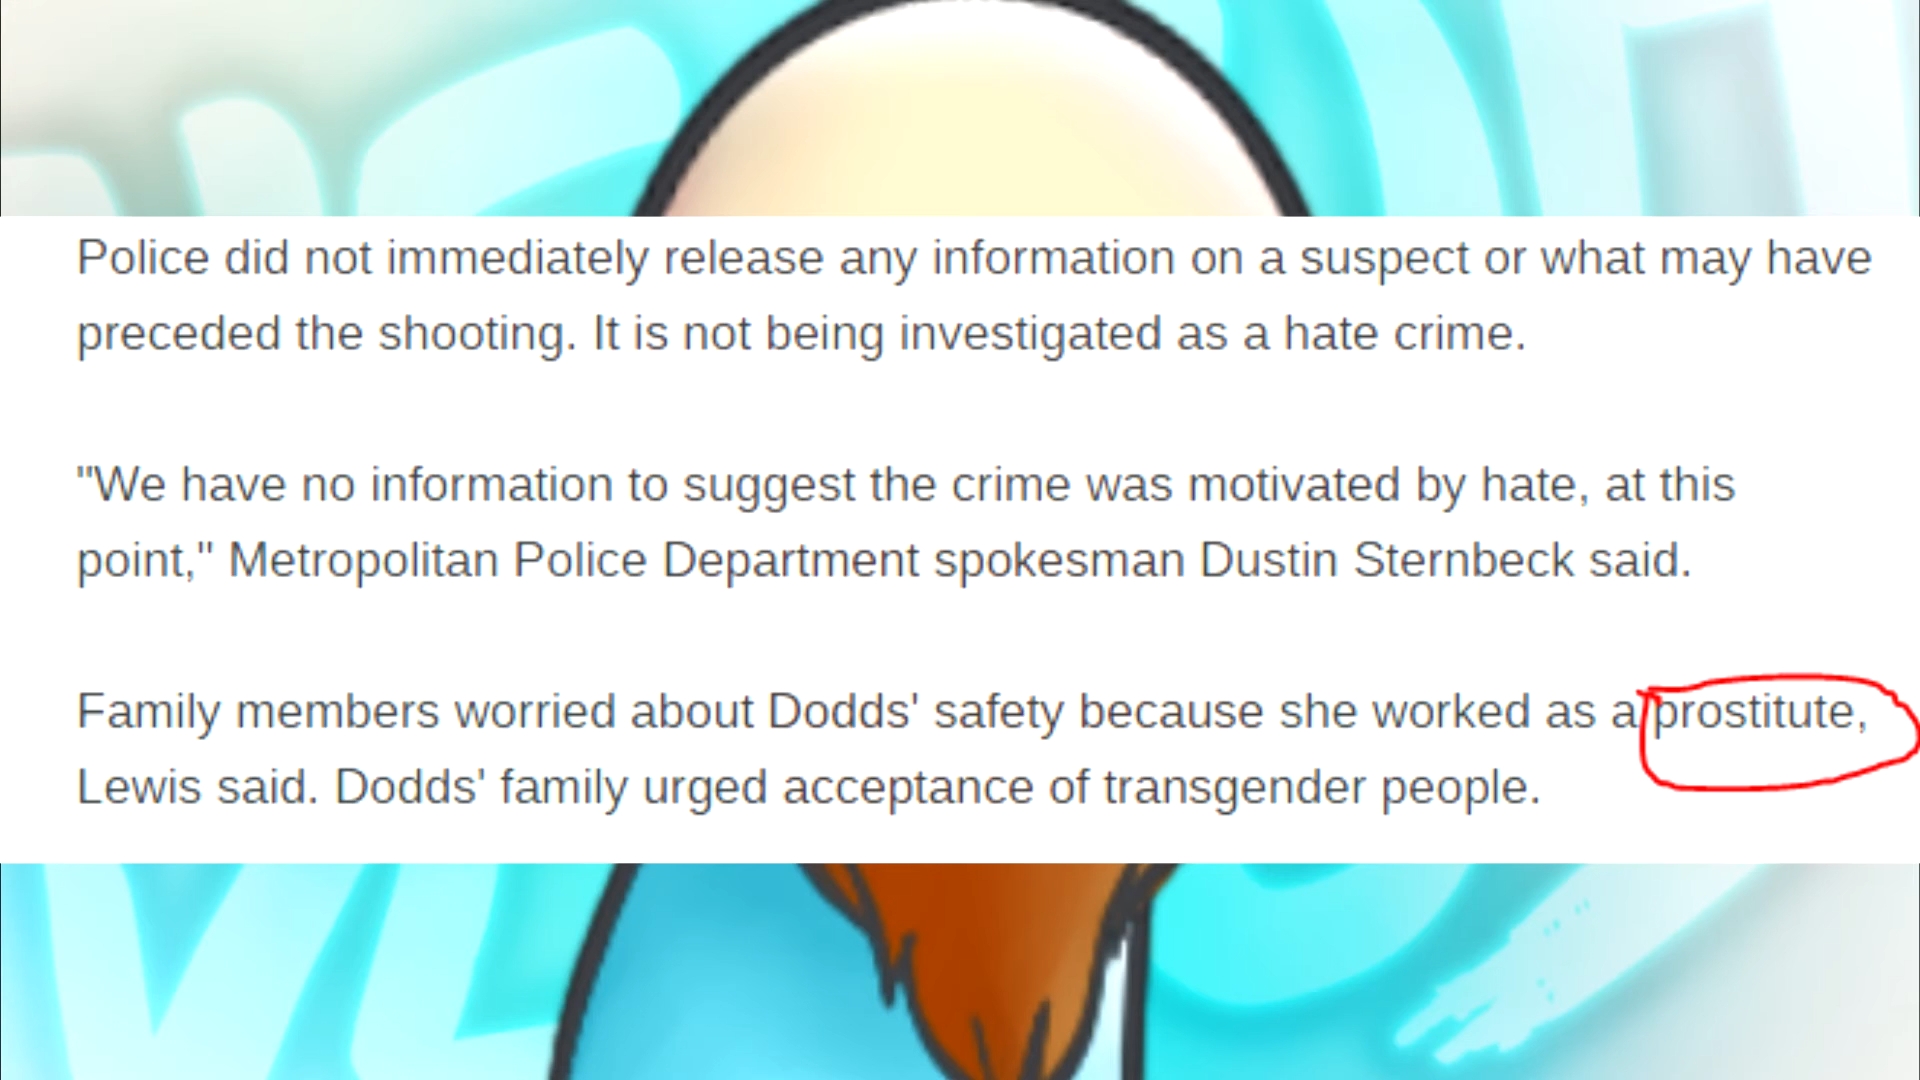 Police did not immediately release any information on a suspect or what may have
preceded the shooting. It is not being investigated as a hate crime.
"We have no information to suggest the crime was motivated by hate, at this
point," Metropolitan Police Department spokesman Dustin Sternbeck said.
Family members worried about Dodds' safety because she worked as a prostitute,
Lewis said. Dodds' family urged acceptance of transgender people.